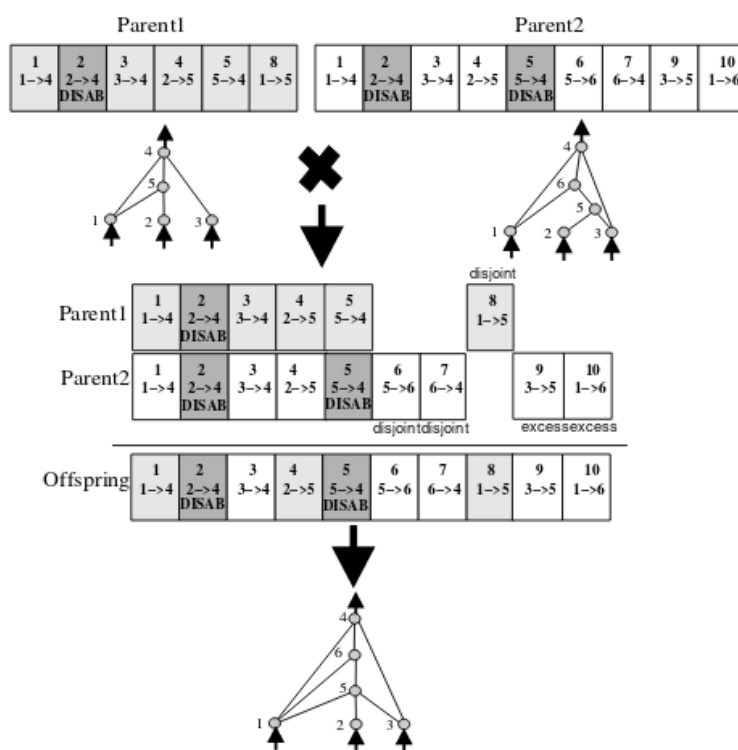 Parent1 Parent2
1 2 3 4 5 8 1 2 3 4 5 6 7 9 10
1->4 2->4 3->4 2->5 5->4 1->5 1->4 2->4 3->4 2->5 5->4 5->6 6->4 3->5 1->6
DISAB DISAB DISAB
4 4
5 6
5
1 2 3 1 2 3
disjoint
Parent1 1 2 3 4 5 8
1->4 2->4 3->4 2->5 5->4 1->5
DISAB
Parent2 1 2 3 4 5 6 7 9 10
1->4 2->4 3->4 2->5 5->4 5->6 6->4 3->5 1->6
DISAB DISAB
disjoint disjoint excess excess
Offspring 1 2 3 4 5 6 7 8 9 10
1->4 2->4 3->4 2->5 5->4 5->6 6->4 1->5 3->5 1->6
DISAB DISAB
4
6
5
1 2 3